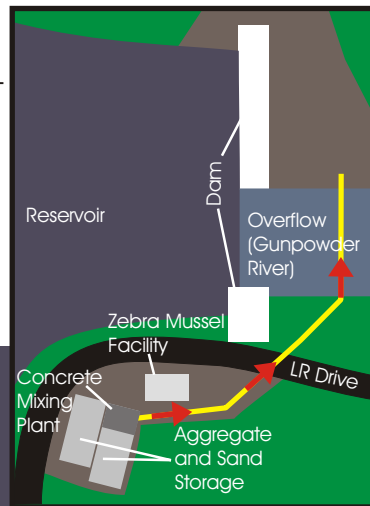 Dam
Reservoir
Overflow
(Gunpowder
River)
Zebra Mussel
Facility
LR Drive
Concrete
Mixing
Plant
Aggregate
and Sand
Storage